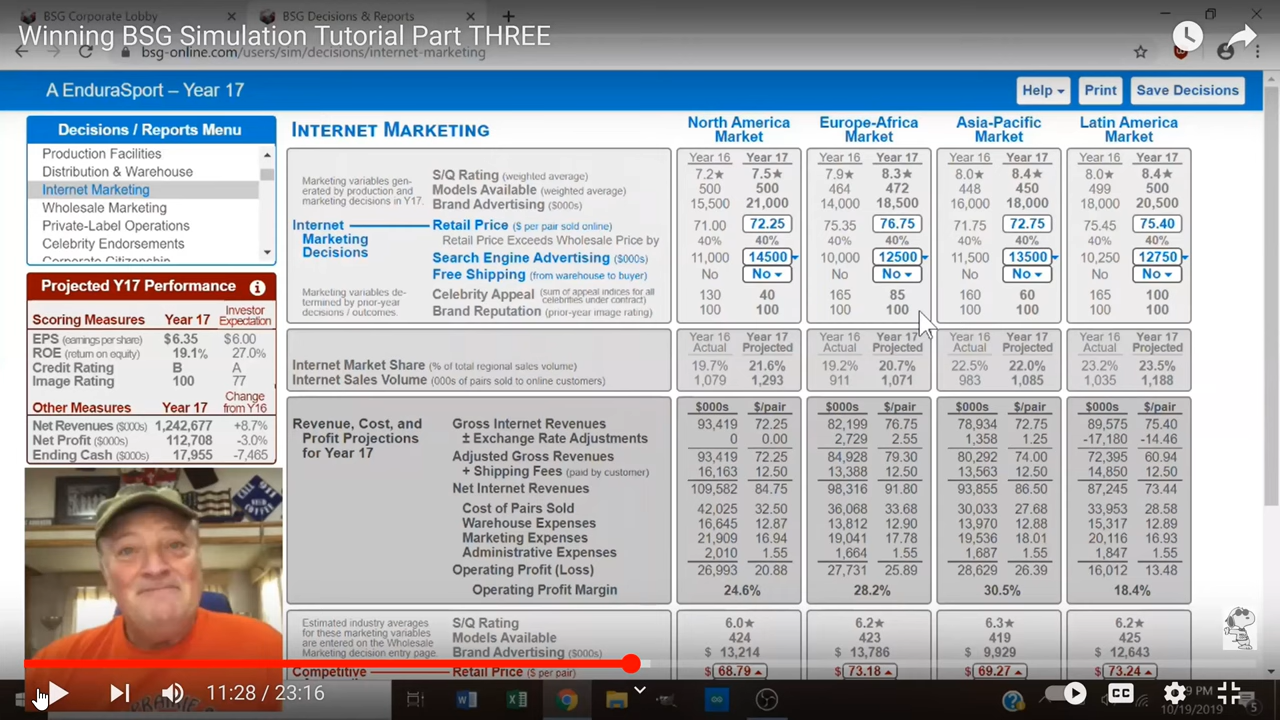 BSG Corporate Lobby
BSG Decisions & Reports
Winning BSG Simulation Tutorial Part THREE
bsg-online.com/users/sim/decisions/internet-marketing
A EnduraSport – Year 17
Help
Print
Save Decisions
Decisions / Reports Menu
Production Facilities
Distribution & Warehouse
Internet Marketing
Wholesale Marketing
Private-Label Operations
Celebrity Endorsements
Projected Y17 Performance
Scoring Measures Year 17 Investor Expectation
EPS (earnings per share) $6.35 $6.00
ROE (return on equity) 19.1% 27.0%
Credit Rating B A
Image Rating 100 77
Other Measures Year 17 Change from Y16
Net Revenues ($000s) 1,242,677 +8.7%
Net Profit ($000s) 112,708 -3.0%
Ending Cash ($000s) 17,955 -7,465
INTERNET MARKETING
North America Market Europe-Africa Market Asia-Pacific Market Latin America Market
Year 16 Year 17 Year 16 Year 17 Year 16 Year 17 Year 16 Year 17
Marketing variables generated by production and marketing decisions in Y17.
S/Q Rating (weighted average) 7.2★ 7.5★ 7.9★ 8.3★ 8.0★ 8.4★ 8.0★ 8.4★
Models Available (weighted average) 500 500 464 472 448 450 499 500
Brand Advertising ($000s) 15,500 21,000 14,000 18,500 16,000 18,000 18,000 20,500
Internet Marketing Decisions
Retail Price ($ per pair sold online) 71.00 72.25 75.35 76.75 71.75 72.75 75.45 75.40
Retail Price Exceeds Wholesale Price by 40% 40% 40% 40% 40% 40% 40% 40%
Search Engine Advertising ($000s) 11,000 14500 10,000 12500 11,500 13500 10,250 12750
Free Shipping (from warehouse to buyer) No No No No No No No No
Marketing variables determined by prior-year decisions / outcomes.
Celebrity Appeal (sum of appeal indices for all celebrities under contract) 130 40 165 85 160 60 165 100
Brand Reputation (prior-year image rating) 100 100 100 100 100 100 100 100
Year 16 Actual Year 17 Projected Year 16 Actual Year 17 Projected Year 16 Actual Year 17 Projected Year 16 Actual Year 17 Projected
Internet Market Share (% of total regional sales volume) 19.7% 21.6% 19.2% 20.7% 22.5% 22.0% 23.2% 23.5%
Internet Sales Volume (000s of pairs sold to online customers) 1,079 1,293 911 1,071 983 1,085 1,035 1,188
$000s $/pair $000s $/pair $000s $/pair $000s $/pair
Revenue, Cost, and Profit Projections for Year 17
Gross Internet Revenues 93,419 72.25 82,199 76.75 78,934 72.75 89,575 75.40
± Exchange Rate Adjustments 0 0.00 2,729 2.55 1,358 1.25 -17,180 -14.46
Adjusted Gross Revenues 93,419 72.25 84,928 79.30 80,292 74.00 72,395 60.94
+ Shipping Fees (paid by customer) 16,163 12.50 13,388 12.50 13,563 12.50 14,850 12.50
Net Internet Revenues 109,582 84.75 98,316 91.80 93,855 86.50 87,245 73.44
Cost of Pairs Sold 42,025 32.50 36,068 33.68 30,033 27.68 33,953 28.58
Warehouse Expenses 16,645 12.87 13,812 12.90 13,970 12.88 15,317 12.89
Marketing Expenses 21,909 16.94 19,041 17.78 19,536 18.01 20,116 16.93
Administrative Expenses 2,010 1.55 1,664 1.55 1,687 1.55 1,847 1.55
Operating Profit (Loss) 26,993 20.88 27,731 25.89 28,629 26.39 16,012 13.48
Operating Profit Margin 24.6% 28.2% 30.5% 18.4%
Estimated industry averages for these marketing variables are entered on the Wholesale Marketing decision entry page.
S/Q Rating 6.0★ 6.2★ 6.3★ 6.2★
Models Available 424 423 419 425
Brand Advertising ($000s) $ 13,214 $ 13,786 $ 9,929 $ 12,643
Competitive Retail Price ($ per pair) $ 68.79 $ 73.18 $ 69.27 $ 73.24
11:28 / 23:16
CC
PM
10/19/2019
5